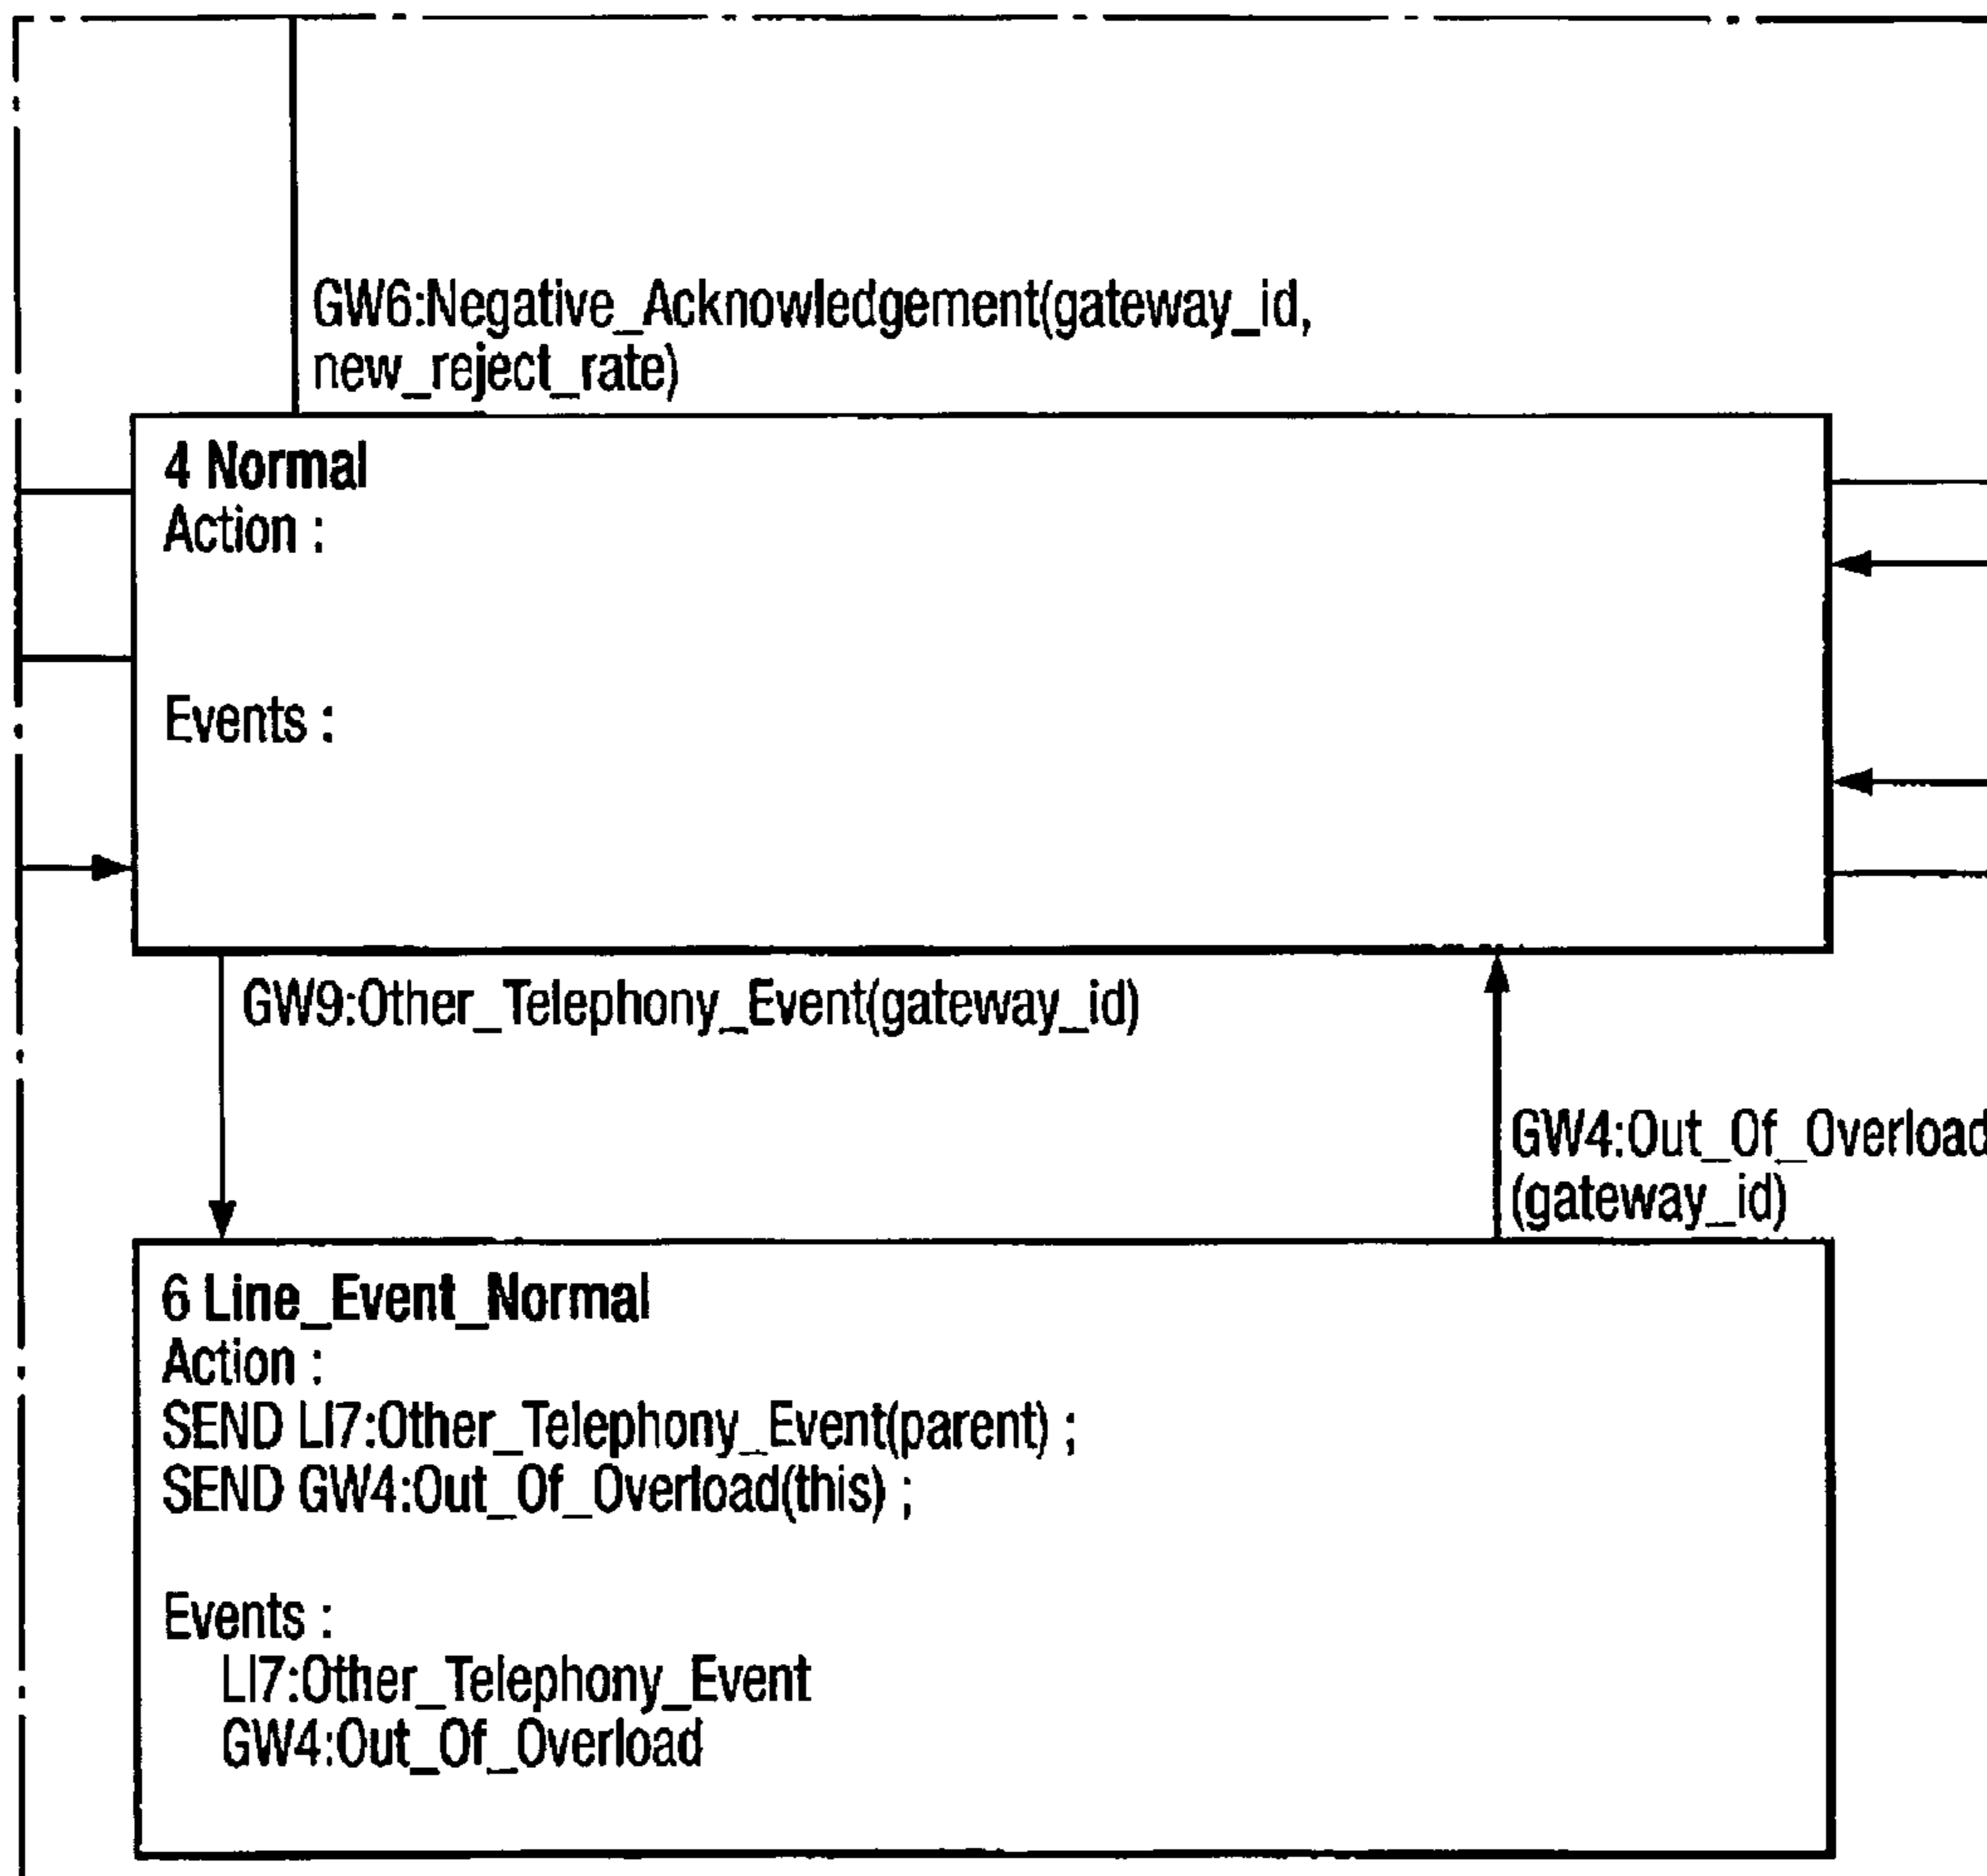 GW6:Negative_Acknowledgement(gateway_id,
new_reject_rate)
4 Normal
Action :
Events :
GW9:Other_Telephony_Event(gateway_id)
GW4:Out_Of_Overload
(gateway_id)
6 Line_Event_Normal
Action :
SEND LI7:Other_Telephony_Event(parent) ;
SEND GW4:Out_Of_Overload(this) ;
Events :
LI7:Other_Telephony_Event
GW4:Out_Of_Overload